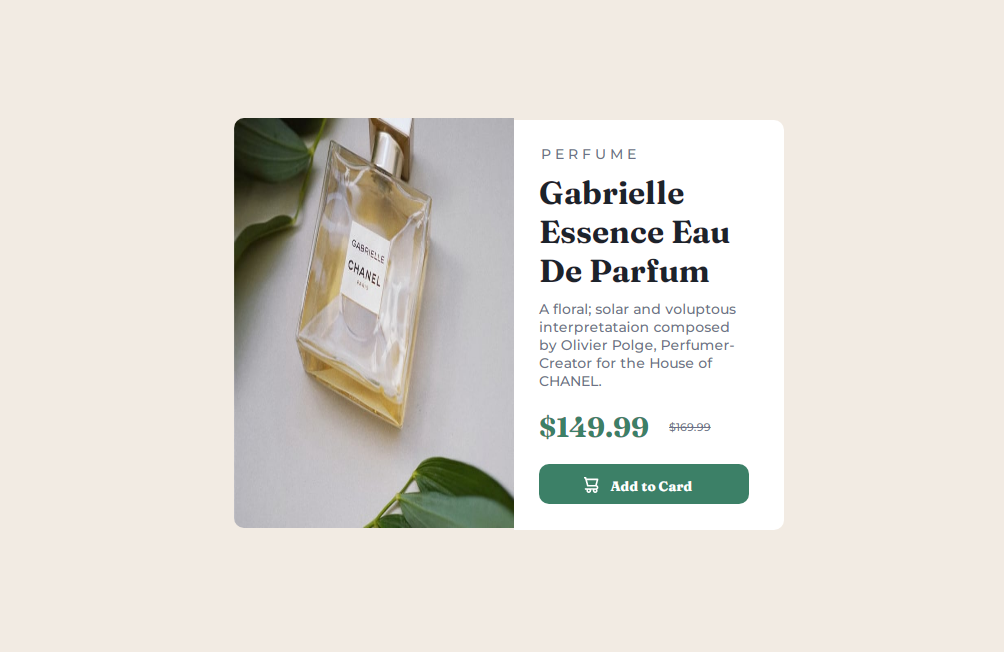 GABRIELLE
CHANEL
PARIS
PERFUME
Gabrielle
Essence Eau
De Parfum
A floral; solar and voluptous
interpretataion composed
by Olivier Polge, Perfumer-
Creator for the House of
CHANEL.
$149.99 $169.99
Add to Card